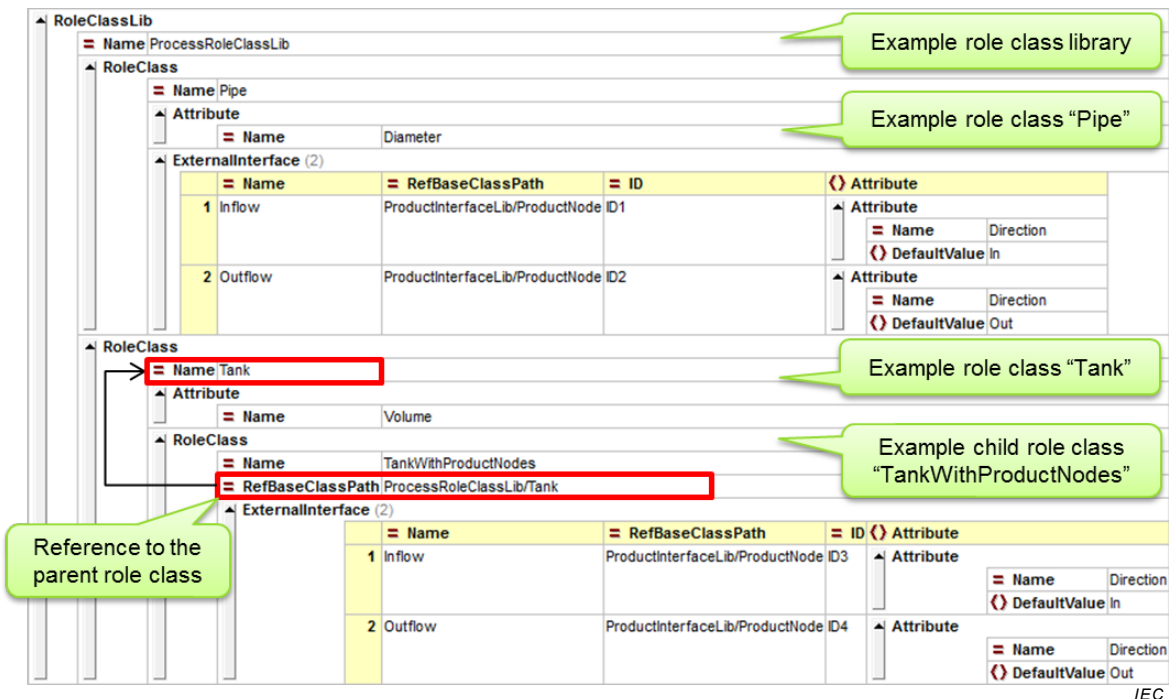 RoleClassLib
= Name ProcessRoleClassLib
Example role class library
RoleClass
= Name Pipe
Attribute
= Name Diameter
Example role class “Pipe”
ExternalInterface (2)
= Name = RefBaseClassPath = ID <> Attribute
1 Inflow ProductInterfaceLib/ProductNode ID1 Attribute
= Name Direction
<> DefaultValue In
2 Outflow ProductInterfaceLib/ProductNode ID2 Attribute
= Name Direction
<> DefaultValue Out
RoleClass
= Name Tank
Example role class “Tank”
Attribute
= Name Volume
RoleClass
= Name TankWithProductNodes
Example child role class
“TankWithProductNodes”
= RefBaseClassPath ProcessRoleClassLib/Tank
Reference to the
parent role class
ExternalInterface (2)
= Name = RefBaseClassPath = ID <> Attribute
1 Inflow ProductInterfaceLib/ProductNode ID3 Attribute
= Name Direction
<> DefaultValue In
2 Outflow ProductInterfaceLib/ProductNode ID4 Attribute
= Name Direction
<> DefaultValue Out
IEC